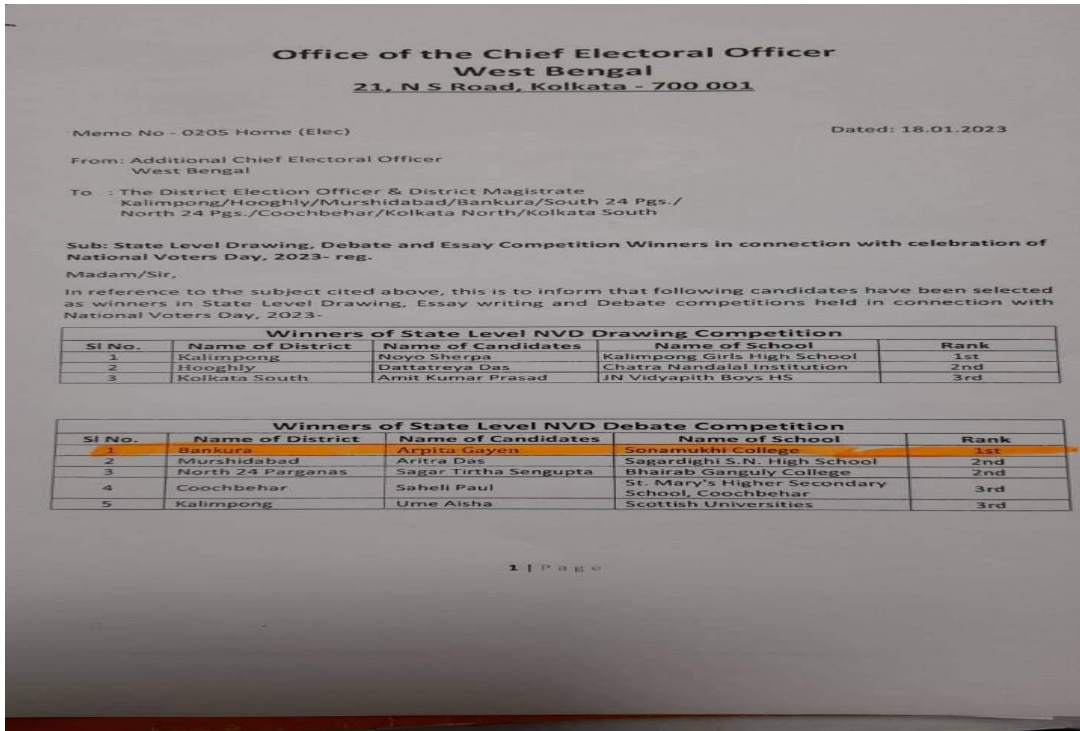 Office of the Chief Electoral Officer
West Bengal
21, N S Road, Kolkata - 700 001
Memo No - 0205 Home (Elec) Dated: 18.01.2023
From: Additional Chief Electoral Officer
West Bengal
To : The District Election Officer & District Magistrate
Kalimpong/Hooghly/Murshidabad/Bankura/South 24 Pgs./
North 24 Pgs./Coochbehar/Kolkata North/Kolkata South
Sub: State Level Drawing, Debate and Essay Competition Winners in connection with celebration of
National Voters Day, 2023- reg.
Madam/Sir,
In reference to the subject cited above, this is to inform that following candidates have been selected
as winners in State Level Drawing, Essay writing and Debate competitions held in connection with
National Voters Day, 2023-
Winners of State Level NVD Drawing Competition
Sl No. Name of District Name of Candidates Name of School Rank
1 Kalimpong Noyo Sherpa Kalimpong Girls High School 1st
2 Hooghly Dattatreya Das Chatra Nandalal Institution 2nd
3 Kolkata South Amit Kumar Prasad JN Vidyapith Boys HS 3rd
Winners of State Level NVD Debate Competition
Sl No. Name of District Name of Candidates Name of School Rank
1 Bankura Arpita Gayen Sonamukhi College 1st
2 Murshidabad Aritra Das Sagardighi S.N. High School 2nd
3 North 24 Parganas Sagar Tirtha Sengupta Bhairab Ganguly College 2nd
4 Coochbehar Saheli Paul St. Mary's Higher Secondary
School, Coochbehar 3rd
5 Kalimpong Ume Aisha Scottish Universities 3rd
1 | Page